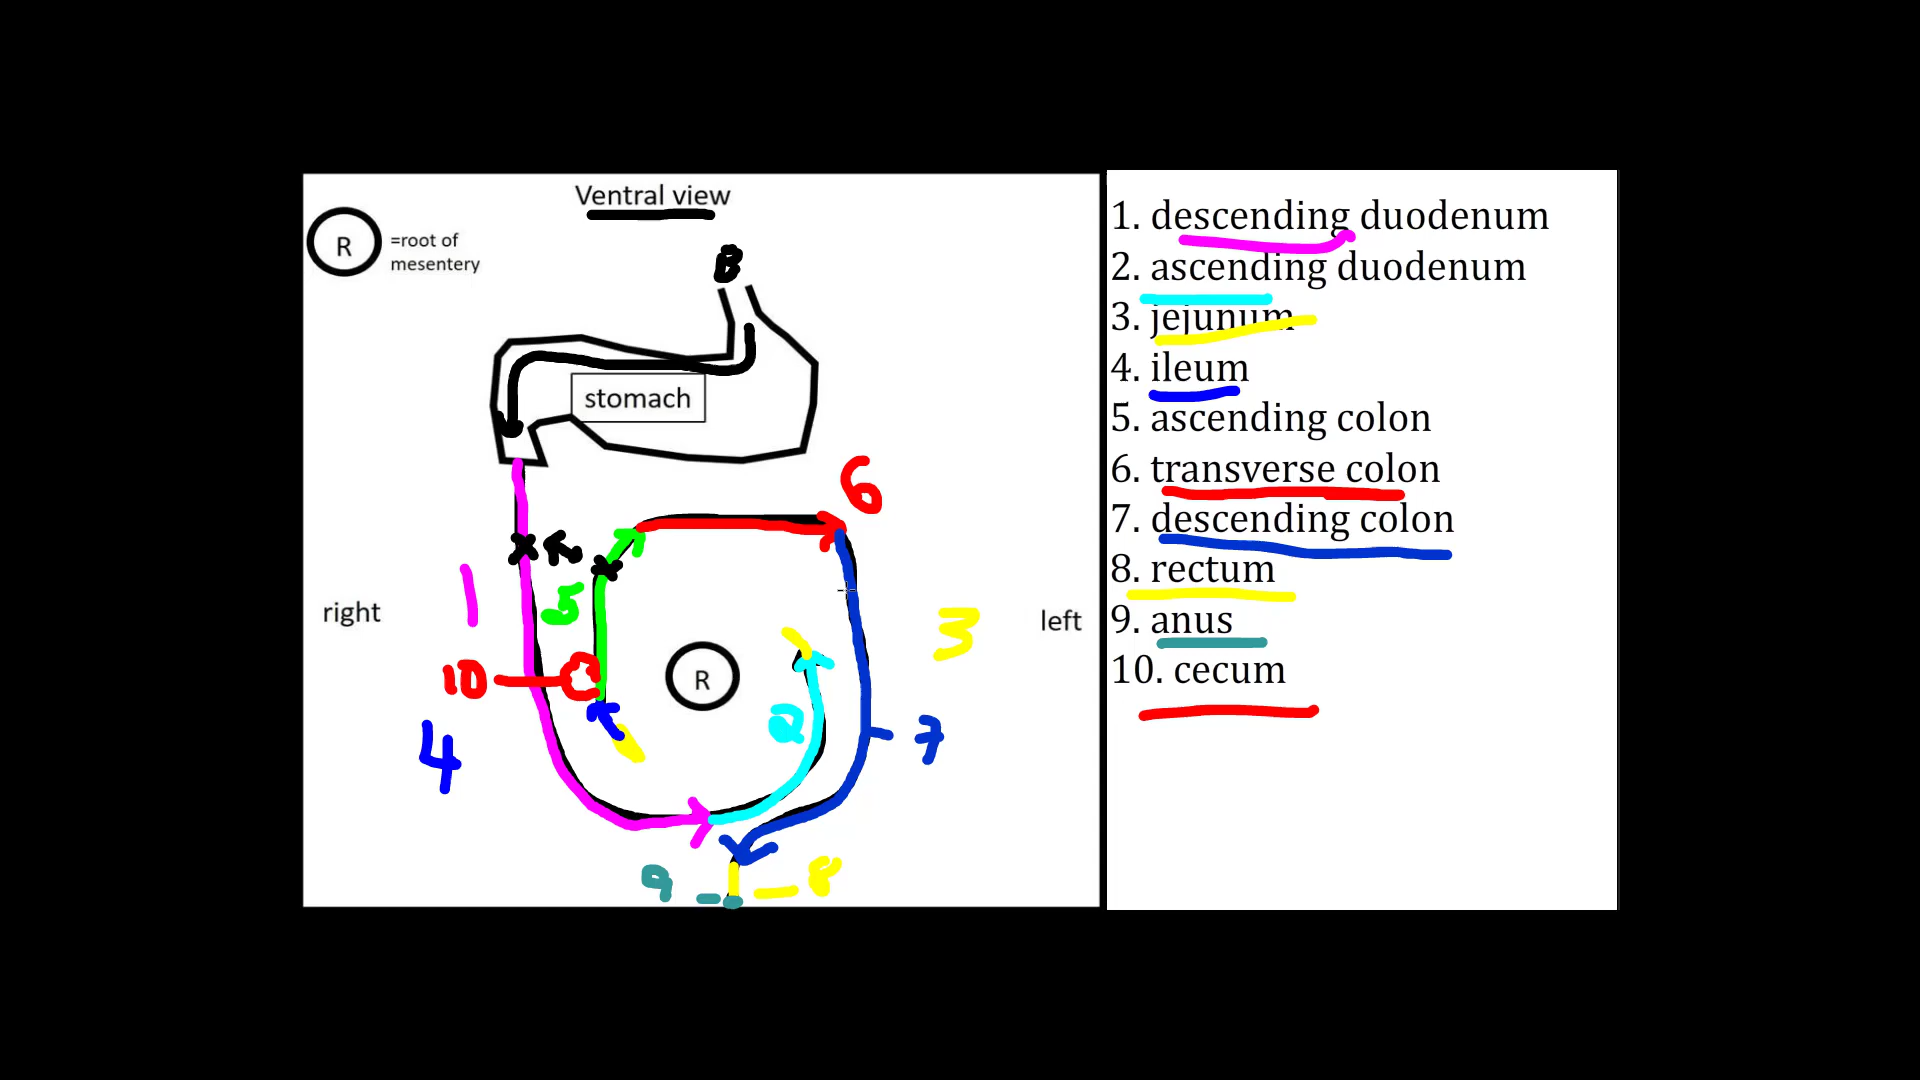 Ventral view
R =root of
mesentery
B
stomach
6
1
5
right
3
left
10
R
2
7
4
9
8
1. descending duodenum
2. ascending duodenum
3. jejunum
4. ileum
5. ascending colon
6. transverse colon
7. descending colon
8. rectum
9. anus
10. cecum